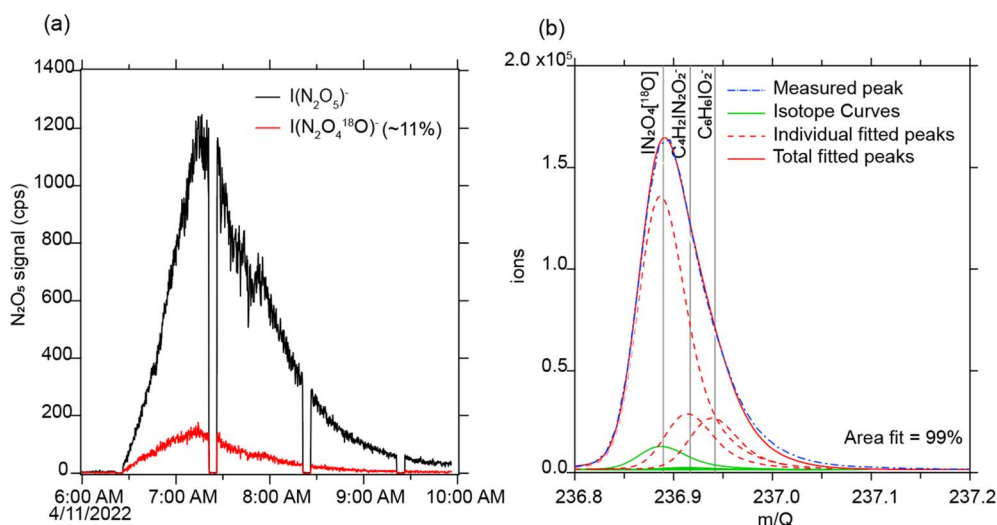 (a)
1400
1200
1000
800
600
400
200
0
N₂O₅ signal (cps)
I(N₂O₅)⁻
I(N₂O₄¹⁸O)⁻ (~11%)
6:00 AM 7:00 AM 8:00 AM 9:00 AM 10:00 AM
4/11/2022
(b)
2.0 x10⁵
1.5
1.0
0.5
0.0
ions
IN₂O₄[¹⁸O]
C₄H₂IN₂O₂⁻
C₆H₆IO₂⁻
Measured peak
Isotope Curves
Individual fitted peaks
Total fitted peaks
Area fit = 99%
236.8 236.9 237.0 237.1 237.2
m/Q